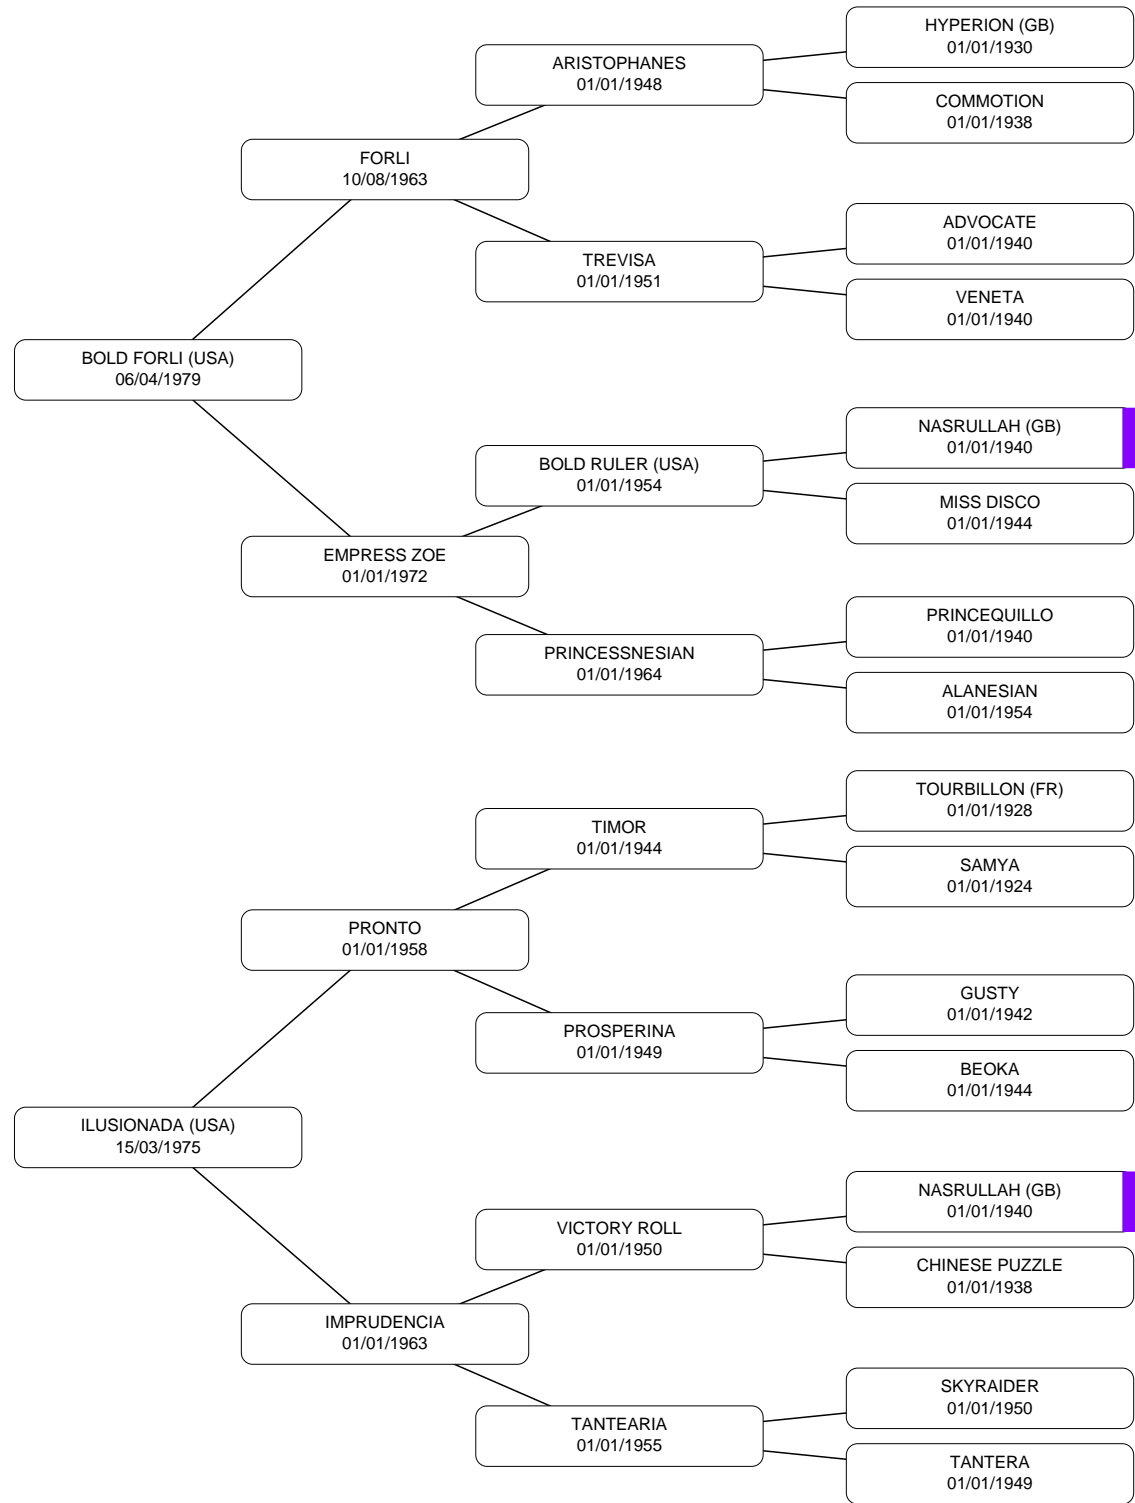 HYPERION (GB)
01/01/1930
ARISTOPHANES
01/01/1948
COMMOTION
01/01/1938
FORLI
10/08/1963
ADVOCATE
01/01/1940
TREVISA
01/01/1951
VENETA
01/01/1940
BOLD FORLI (USA)
06/04/1979
NASRULLAH (GB)
01/01/1940
BOLD RULER (USA)
01/01/1954
MISS DISCO
01/01/1944
EMPRESS ZOE
01/01/1972
PRINCEQUILLO
01/01/1940
PRINCESSNESIAN
01/01/1964
ALANESIAN
01/01/1954
TOURBILLON (FR)
01/01/1928
TIMOR
01/01/1944
SAMYA
01/01/1924
PRONTO
01/01/1958
GUSTY
01/01/1942
PROSPERINA
01/01/1949
BEOKA
01/01/1944
ILUSIONADA (USA)
15/03/1975
NASRULLAH (GB)
01/01/1940
VICTORY ROLL
01/01/1950
CHINESE PUZZLE
01/01/1938
IMPRUDENCIA
01/01/1963
SKYRAIDER
01/01/1950
TANTEARIA
01/01/1955
TANTERA
01/01/1949